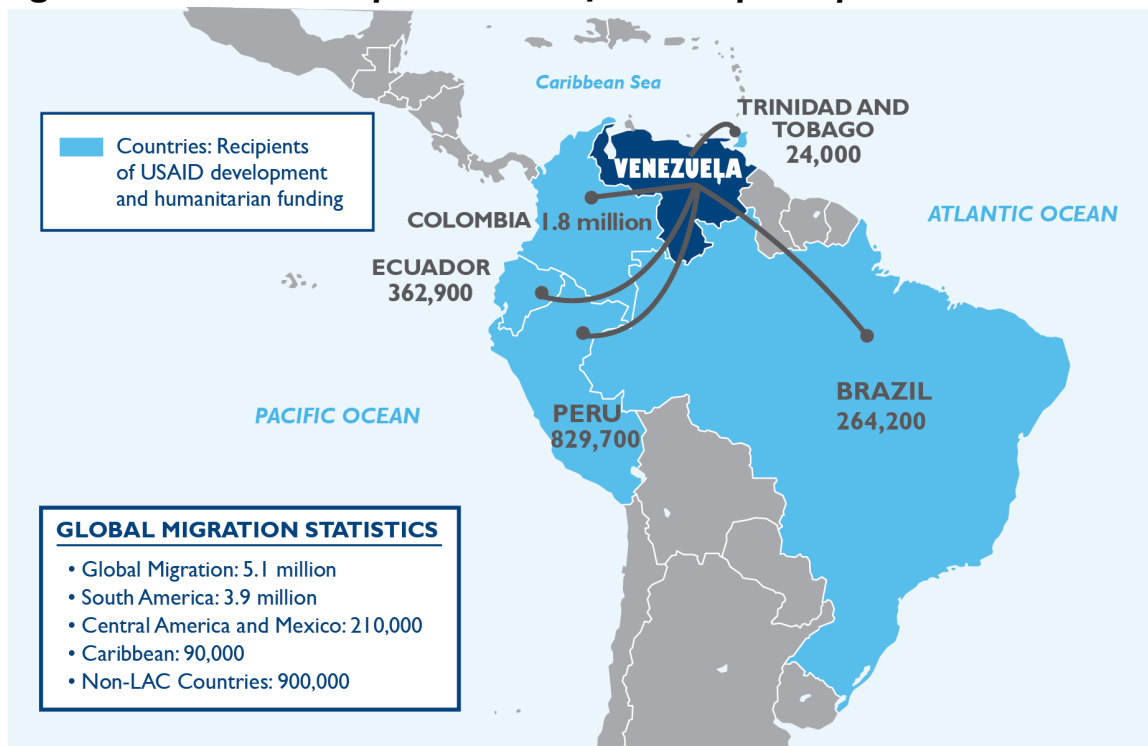 Caribbean Sea
TRINIDAD AND
TOBAGO
24,000
Countries: Recipients
of USAID development
and humanitarian funding
VENEZUELA
COLOMBIA 1.8 million
ATLANTIC OCEAN
ECUADOR
362,900
BRAZIL
264,200
PACIFIC OCEAN
PERU
829,700
GLOBAL MIGRATION STATISTICS
• Global Migration: 5.1 million
• South America: 3.9 million
• Central America and Mexico: 210,000
• Caribbean: 90,000
• Non-LAC Countries: 900,000